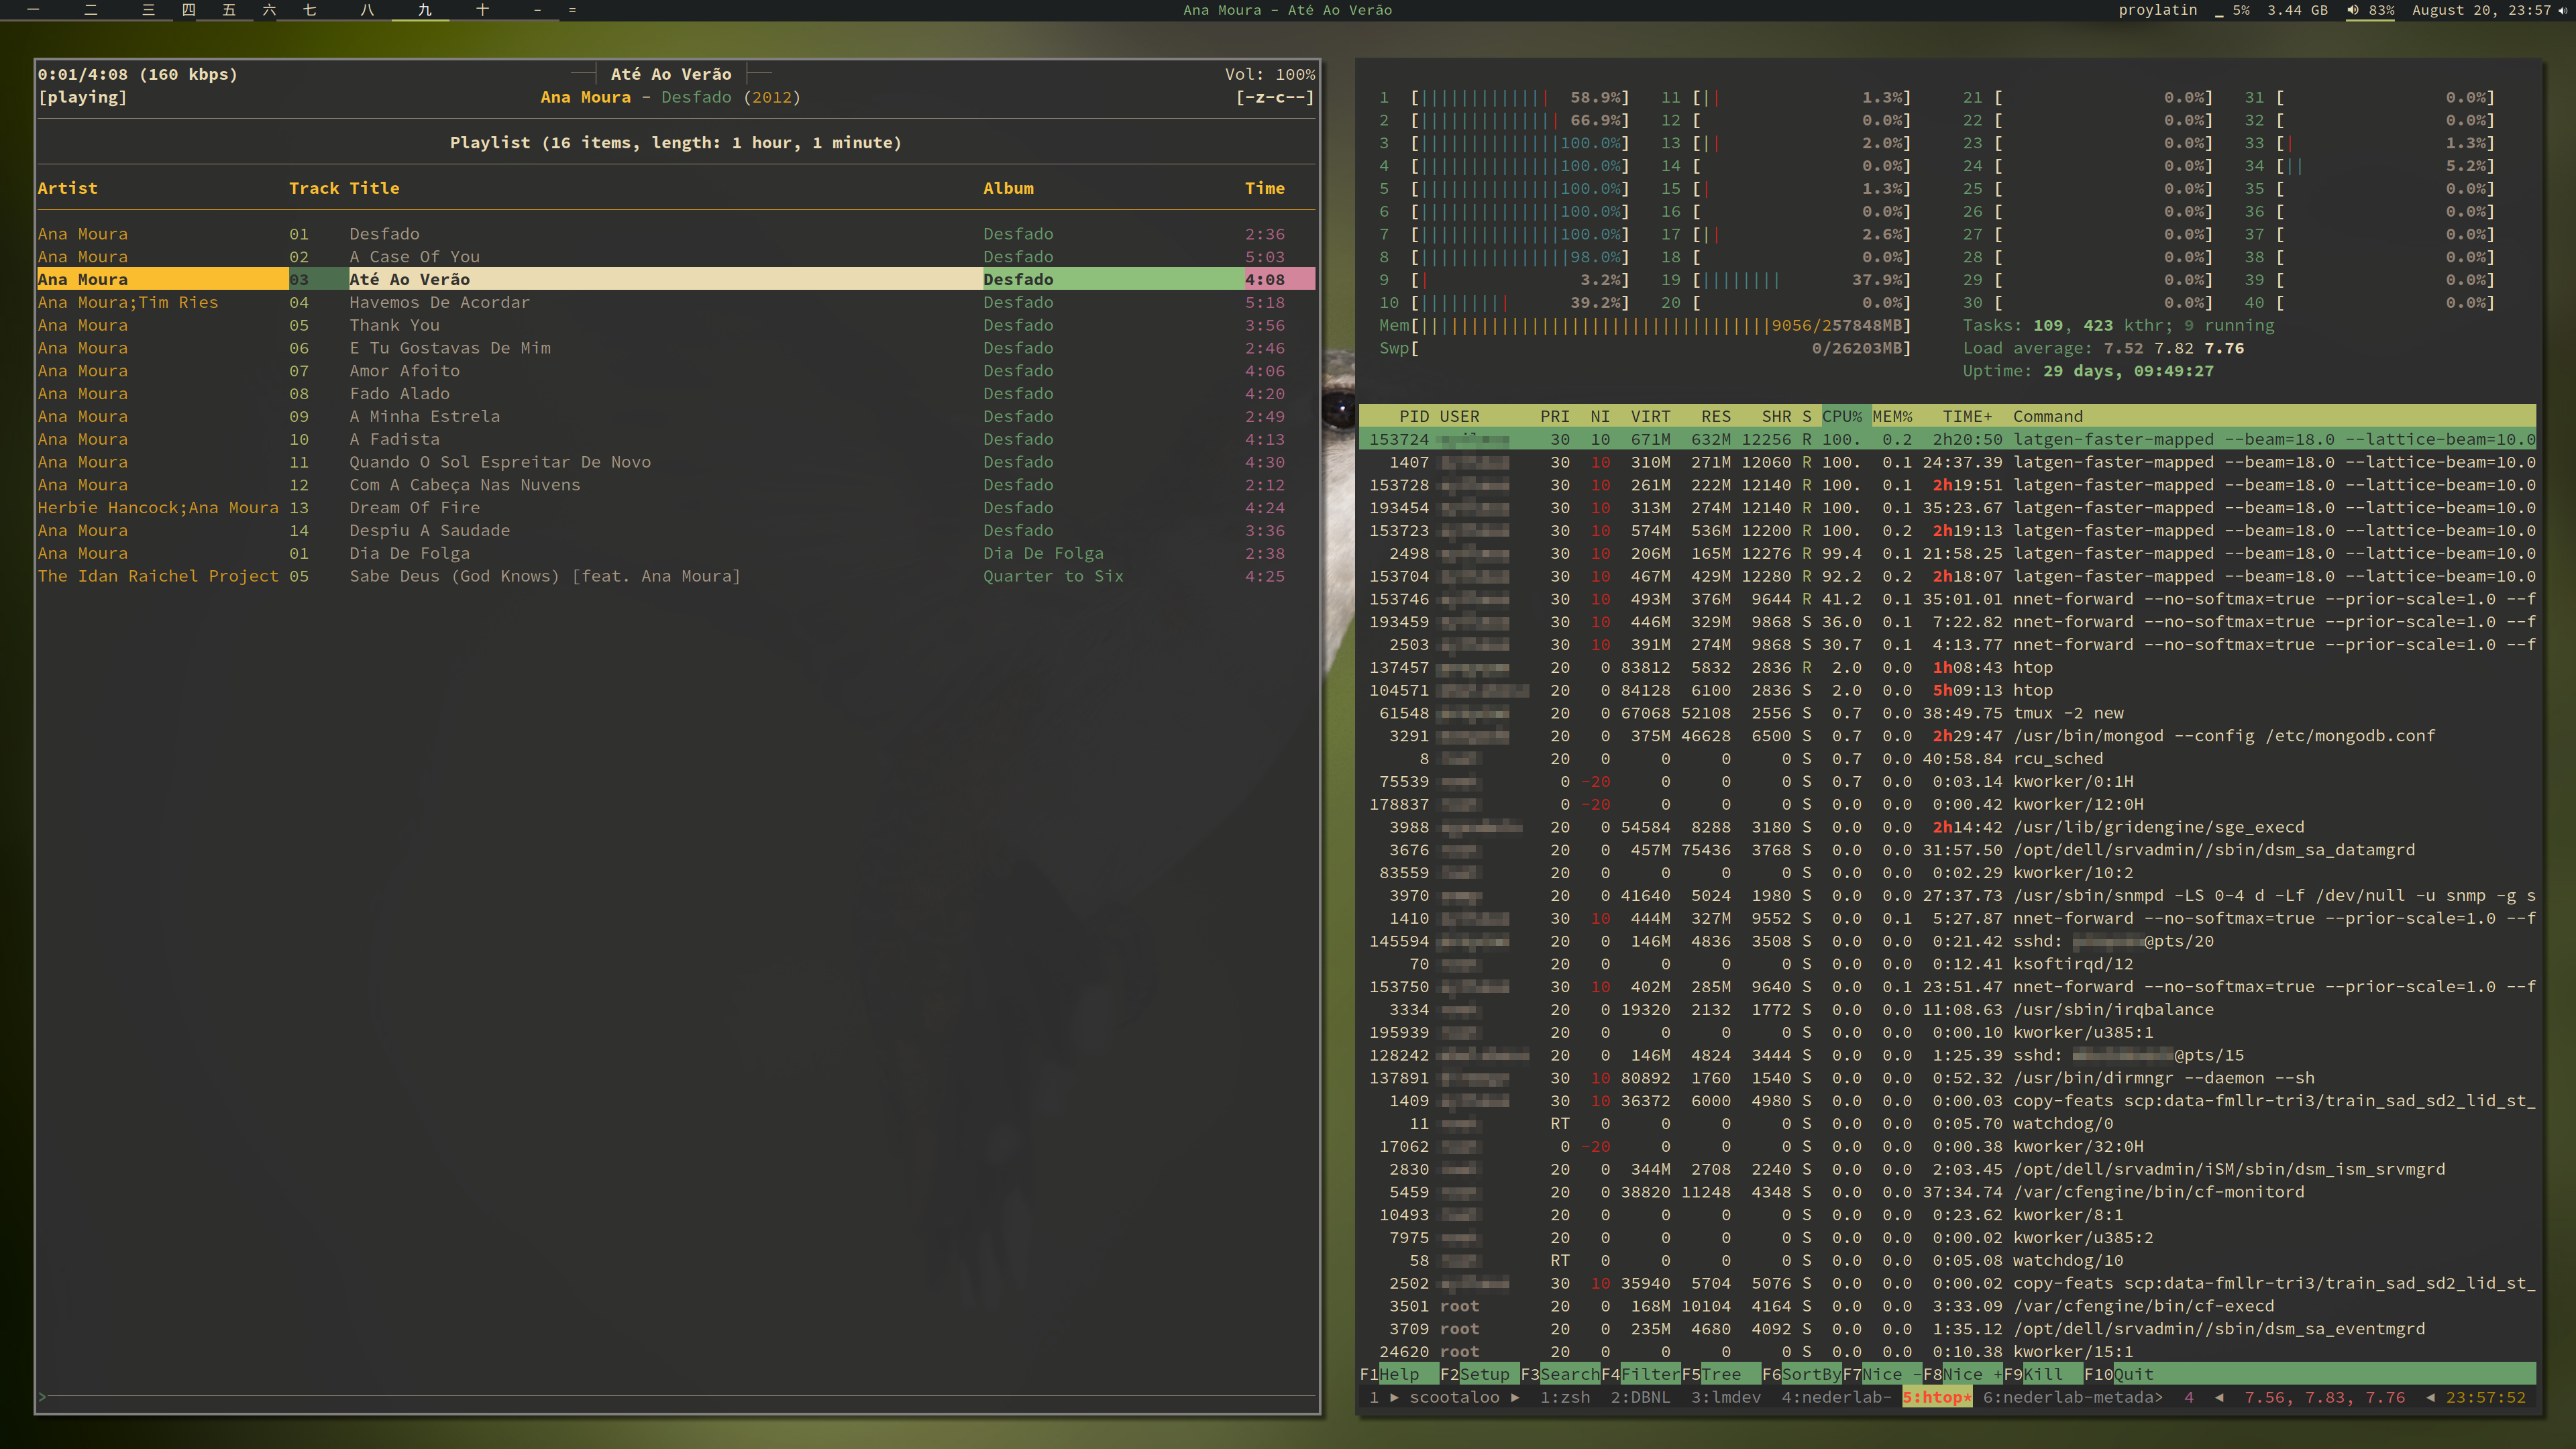 一 二 三 四 五 六 七 八 九 十 - =
Ana Moura - Até Ao Verão
proylatin _ 5% 3.44 GB 83% August 20, 23:57
0:01/4:08 (160 kbps) Até Ao Verão Vol: 100%
[playing] Ana Moura - Desfado (2012) [-z-c--]
Playlist (16 items, length: 1 hour, 1 minute)
Artist Track Title Album Time
Ana Moura 01 Desfado Desfado 2:36
Ana Moura 02 A Case Of You Desfado 5:03
Ana Moura 03 Até Ao Verão Desfado 4:08
Ana Moura;Tim Ries 04 Havemos De Acordar Desfado 5:18
Ana Moura 05 Thank You Desfado 3:56
Ana Moura 06 E Tu Gostavas De Mim Desfado 2:46
Ana Moura 07 Amor Afoito Desfado 4:06
Ana Moura 08 Fado Alado Desfado 4:20
Ana Moura 09 A Minha Estrela Desfado 2:49
Ana Moura 10 A Fadista Desfado 4:13
Ana Moura 11 Quando O Sol Espreitar De Novo Desfado 4:30
Ana Moura 12 Com A Cabeça Nas Nuvens Desfado 2:12
Herbie Hancock;Ana Moura 13 Dream Of Fire Desfado 4:24
Ana Moura 14 Despiu A Saudade Desfado 3:36
Ana Moura 01 Dia De Folga Dia De Folga 2:38
The Idan Raichel Project 05 Sabe Deus (God Knows) [feat. Ana Moura] Quarter to Six 4:25
>
1 [58.9%] 11 [1.3%] 21 [0.0%] 31 [0.0%]
2 [66.9%] 12 [0.0%] 22 [0.0%] 32 [0.0%]
3 [100.0%] 13 [2.0%] 23 [0.0%] 33 [1.3%]
4 [100.0%] 14 [0.0%] 24 [0.0%] 34 [5.2%]
5 [100.0%] 15 [1.3%] 25 [0.0%] 35 [0.0%]
6 [100.0%] 16 [0.0%] 26 [0.0%] 36 [0.0%]
7 [100.0%] 17 [2.6%] 27 [0.0%] 37 [0.0%]
8 [98.0%] 18 [0.0%] 28 [0.0%] 38 [0.0%]
9 [3.2%] 19 [37.9%] 29 [0.0%] 39 [0.0%]
10 [39.2%] 20 [0.0%] 30 [0.0%] 40 [0.0%]
Mem[9056/257848MB] Tasks: 109, 423 kthr; 9 running
Swp[0/26203MB] Load average: 7.52 7.82 7.76
Uptime: 29 days, 09:49:27
PID USER PRI NI VIRT RES SHR S CPU% MEM% TIME+ Command
153724 30 10 671M 632M 12256 R 100. 0.2 2h20:50 latgen-faster-mapped --beam=18.0 --lattice-beam=10.0
1407 30 10 310M 271M 12060 R 100. 0.1 24:37.39 latgen-faster-mapped --beam=18.0 --lattice-beam=10.0
153728 30 10 261M 222M 12140 R 100. 0.1 2h19:51 latgen-faster-mapped --beam=18.0 --lattice-beam=10.0
193454 30 10 313M 274M 12140 R 100. 0.1 35:23.67 latgen-faster-mapped --beam=18.0 --lattice-beam=10.0
153723 30 10 574M 536M 12200 R 100. 0.2 2h19:13 latgen-faster-mapped --beam=18.0 --lattice-beam=10.0
2498 30 10 206M 165M 12276 R 99.4 0.1 21:58.25 latgen-faster-mapped --beam=18.0 --lattice-beam=10.0
153704 30 10 467M 429M 12280 R 92.2 0.2 2h18:07 latgen-faster-mapped --beam=18.0 --lattice-beam=10.0
153746 30 10 493M 376M 9644 R 41.2 0.1 35:01.01 nnet-forward --no-softmax=true --prior-scale=1.0 --f
193459 30 10 446M 329M 9868 S 36.0 0.1 7:22.82 nnet-forward --no-softmax=true --prior-scale=1.0 --f
2503 30 10 391M 274M 9868 S 30.7 0.1 4:13.77 nnet-forward --no-softmax=true --prior-scale=1.0 --f
137457 20 0 83812 5832 2836 R 2.0 0.0 1h08:43 htop
104571 20 0 84128 6100 2836 S 2.0 0.0 5h09:13 htop
61548 20 0 67068 52108 2556 S 0.7 0.0 38:49.75 tmux -2 new
3291 20 0 375M 46628 6500 S 0.7 0.0 2h29:47 /usr/bin/mongod --config /etc/mongodb.conf
8 20 0 0 0 0 S 0.7 0.0 40:58.84 rcu_sched
75539 0 -20 0 0 0 S 0.7 0.0 0:03.14 kworker/0:1H
178837 0 -20 0 0 0 S 0.0 0.0 0:00.42 kworker/12:0H
3988 20 0 54584 8288 3180 S 0.0 0.0 2h14:42 /usr/lib/gridengine/sge_execd
3676 20 0 457M 75436 3768 S 0.0 0.0 31:57.50 /opt/dell/srvadmin//sbin/dsm_sa_datamgrd
83559 20 0 0 0 0 S 0.0 0.0 0:02.29 kworker/10:2
3970 20 0 41640 5024 1980 S 0.0 0.0 27:37.73 /usr/sbin/snmpd -LS 0-4 d -Lf /dev/null -u snmp -g s
1410 30 10 444M 327M 9552 S 0.0 0.1 5:27.87 nnet-forward --no-softmax=true --prior-scale=1.0 --f
145594 20 0 146M 4836 3508 S 0.0 0.0 0:21.42 sshd: @pts/20
70 20 0 0 0 0 S 0.0 0.0 0:12.41 ksoftirqd/12
153750 30 10 402M 285M 9640 S 0.0 0.1 23:51.47 nnet-forward --no-softmax=true --prior-scale=1.0 --f
3334 20 0 19320 2132 1772 S 0.0 0.0 11:08.63 /usr/sbin/irqbalance
195939 20 0 0 0 0 S 0.0 0.0 0:00.10 kworker/u385:1
128242 20 0 146M 4824 3444 S 0.0 0.0 1:25.39 sshd: @pts/15
137891 30 10 80892 1760 1540 S 0.0 0.0 0:52.32 /usr/bin/dirmngr --daemon --sh
1409 30 10 36372 6000 4980 S 0.0 0.0 0:00.03 copy-feats scp:data-fmllr-tri3/train_sad_sd2_lid_st_
11 RT 0 0 0 0 S 0.0 0.0 0:05.70 watchdog/0
17062 0 -20 0 0 0 S 0.0 0.0 0:00.38 kworker/32:0H
2830 20 0 344M 2708 2240 S 0.0 0.0 2:03.45 /opt/dell/srvadmin/iSM/sbin/dsm_ism_srvmgrd
5459 20 0 38820 11248 4348 S 0.0 0.0 37:34.74 /var/cfengine/bin/cf-monitord
10493 20 0 0 0 0 S 0.0 0.0 0:23.62 kworker/8:1
7975 20 0 0 0 0 S 0.0 0.0 0:00.02 kworker/u385:2
58 RT 0 0 0 0 S 0.0 0.0 0:05.08 watchdog/10
2502 30 10 35940 5704 5076 S 0.0 0.0 0:00.02 copy-feats scp:data-fmllr-tri3/train_sad_sd2_lid_st_
3501 root 20 0 168M 10104 4164 S 0.0 0.0 3:33.09 /var/cfengine/bin/cf-execd
3709 root 20 0 235M 4680 4092 S 0.0 0.0 1:35.12 /opt/dell/srvadmin//sbin/dsm_sa_eventmgrd
24620 root 20 0 0 0 0 S 0.0 0.0 0:10.38 kworker/15:1
F1Help F2Setup F3SearchF4FilterF5Tree F6SortByF7Nice -F8Nice +F9Kill F10Quit
1 ► scootaloo ► 1:zsh 2:DBNL 3:lmdev 4:nederlab- 5:htop* 6:nederlab-metada> 4 ◄ 7.56, 7.83, 7.76 ◄ 23:57:52